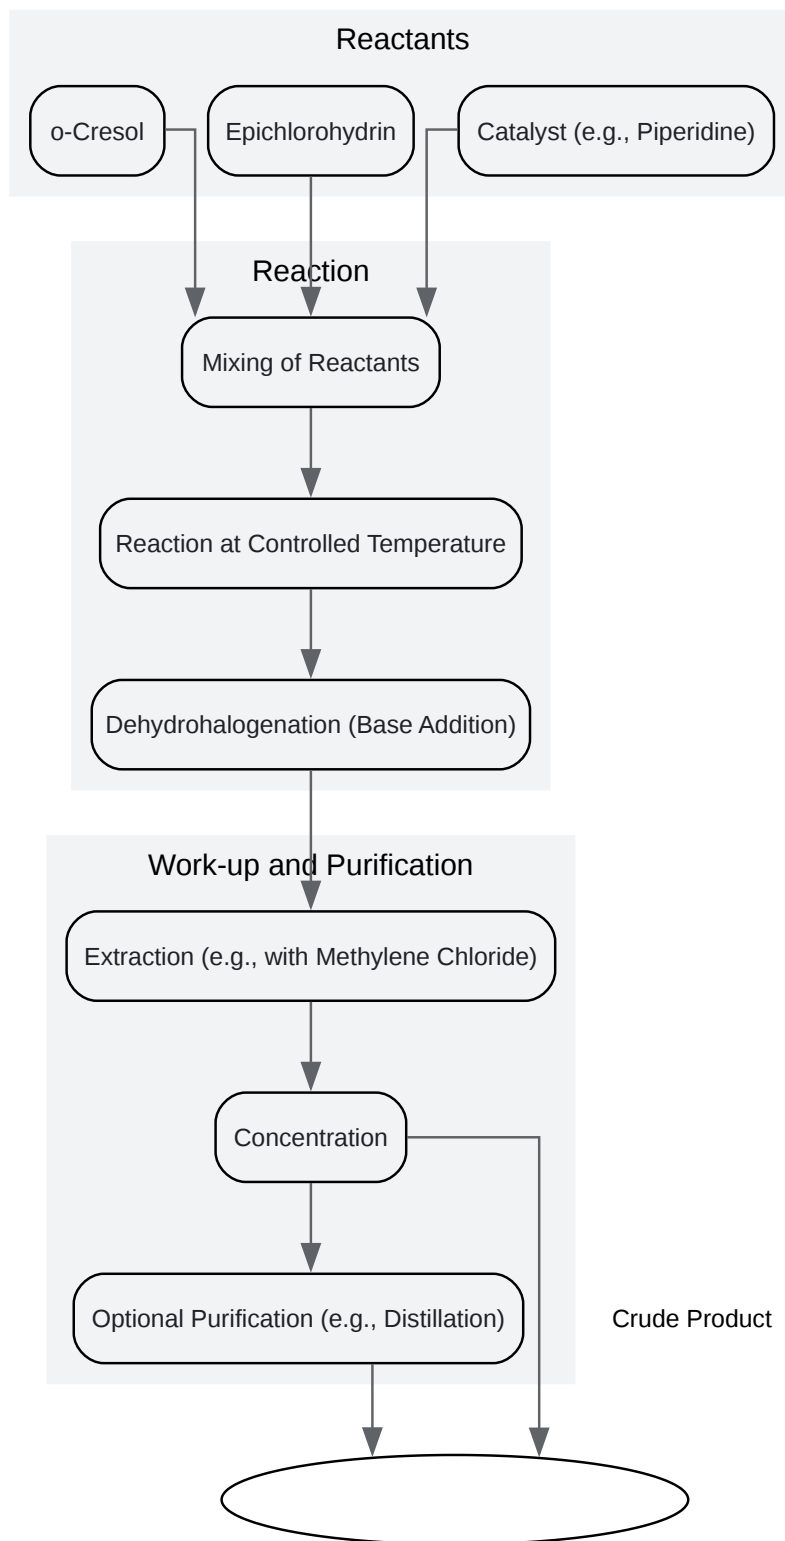 Reactants
o-Cresol
Epichlorohydrin
Catalyst (e.g., Piperidine)
Reaction
Mixing of Reactants
Reaction at Controlled Temperature
Dehydrohalogenation (Base Addition)
Work-up and Purification
Extraction (e.g., with Methylene Chloride)
Concentration
Optional Purification (e.g., Distillation)
Crude Product